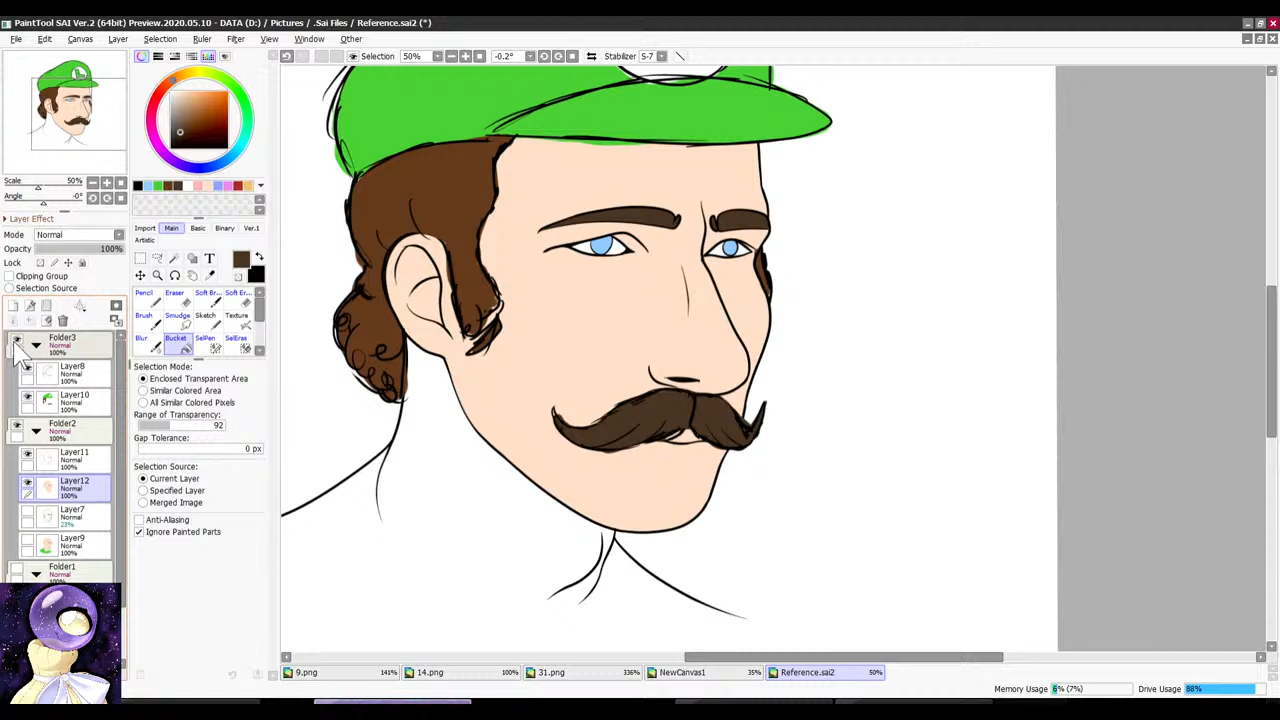 PaintTool SAI Ver.2 (64bit) Preview.2020.05.10 - DATA (D:) / Pictures / .Sai Files / Reference.sai2 (*)
File Edit Canvas Layer Selection Ruler Filter View Window Other
Selection 50% -0.2° Stabilizer S-7
L
Scale 50%
Angle -0°
Layer Effect
Mode Normal
Opacity 100%
Lock
Clipping Group
Selection Source
Folder3
Normal
100%
Layer8
Normal
100%
Layer10
Normal
100%
Folder2
Normal
100%
Layer11
Normal
100%
Layer12
Normal
100%
Layer7
Normal
23%
Layer9
Normal
100%
Folder1
Normal
Import Main Basic Binary Ver.1
Artistic
T
Pencil Eraser Soft Br... Soft Er...
Brush Smudge Sketch Texture
Blur Bucket SelPen SelEras
Selection Mode:
Enclosed Transparent Area
Similar Colored Area
All Similar Colored Pixels
Range of Transparency:
92
Gap Tolerance:
0 px
Selection Source:
Current Layer
Specified Layer
Merged Image
Anti-Aliasing
Ignore Painted Parts
9.png 141% 14.png 100% 31.png 336% NewCanvas1 35% Reference.sai2 50%
Memory Usage 6% (7%) Drive Usage 88%